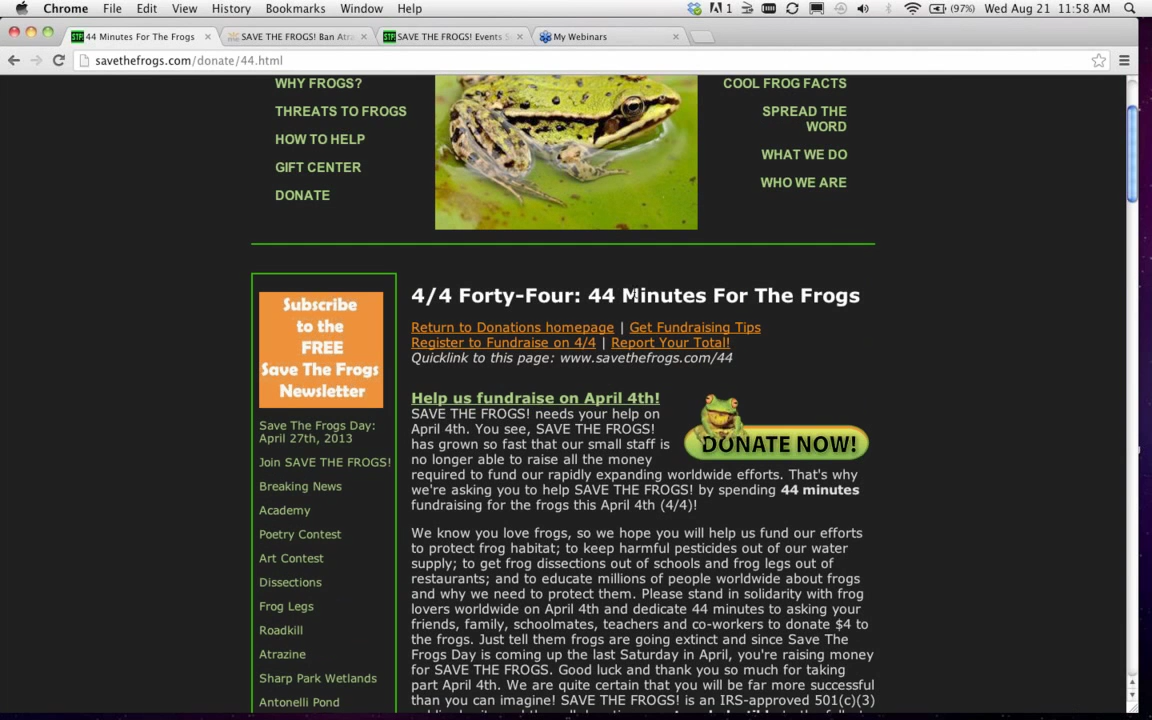 Chrome File Edit View History Bookmarks Window Help 1 (97%) Wed Aug 21 11:58 AM
44 Minutes For The Frogs × SAVE THE FROGS! Ban Atra × SAVE THE FROGS! Events S × My Webinars ×
savethefrogs.com/donate/44.html
WHY FROGS?
THREATS TO FROGS
HOW TO HELP
GIFT CENTER
DONATE
COOL FROG FACTS
SPREAD THE
WORD
WHAT WE DO
WHO WE ARE
Subscribe
to the
FREE
Save The Frogs
Newsletter
Save The Frogs Day:
April 27th, 2013
Join SAVE THE FROGS!
Breaking News
Academy
Poetry Contest
Art Contest
Dissections
Frog Legs
Roadkill
Atrazine
Sharp Park Wetlands
Antonelli Pond
4/4 Forty-Four: 44 Minutes For The Frogs
Return to Donations homepage | Get Fundraising Tips
Register to Fundraise on 4/4 | Report Your Total!
Quicklink to this page: www.savethefrogs.com/44
Help us fundraise on April 4th!
SAVE THE FROGS! needs your help on
April 4th. You see, SAVE THE FROGS!
has grown so fast that our small staff is
no longer able to raise all the money
DONATE NOW!
required to fund our rapidly expanding worldwide efforts. That's why
we're asking you to help SAVE THE FROGS! by spending 44 minutes
fundraising for the frogs this April 4th (4/4)!
We know you love frogs, so we hope you will help us fund our efforts
to protect frog habitat; to keep harmful pesticides out of our water
supply; to get frog dissections out of schools and frog legs out of
restaurants; and to educate millions of people worldwide about frogs
and why we need to protect them. Please stand in solidarity with frog
lovers worldwide on April 4th and dedicate 44 minutes to asking your
friends, family, schoolmates, teachers and co-workers to donate $4 to
the frogs. Just tell them frogs are going extinct and since Save The
Frogs Day is coming up the last Saturday in April, you're raising money
for SAVE THE FROGS. Good luck and thank you so much for taking
part April 4th. We are quite certain that you will be far more successful
than you can imagine! SAVE THE FROGS! is an IRS-approved 501(c)(3)